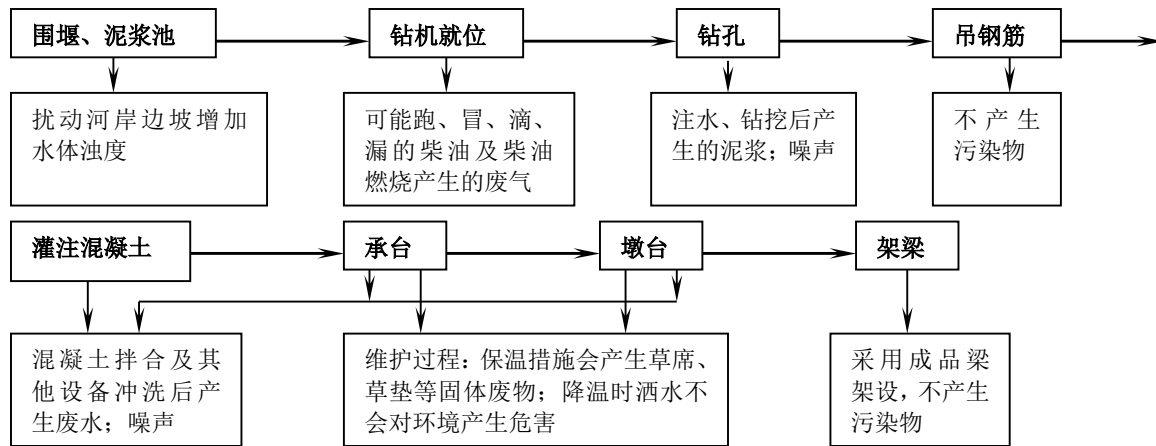 围堰、泥浆池
钻机就位
钻孔
吊钢筋
扰动河岸边坡增加
水体浊度
可能跑、冒、滴、
漏的柴油及柴油
燃烧产生的废气
注水、钻挖后产
生的泥浆；噪声
不产生
污染物
灌注混凝土
承台
墩台
架梁
混凝土拌合及其
他设备冲洗后产
生废水；噪声
维护过程：保温措施会产生草席、
草垫等固体废物；降温时洒水不
会对环境产生危害
采用成品梁
架设，不产生
污染物